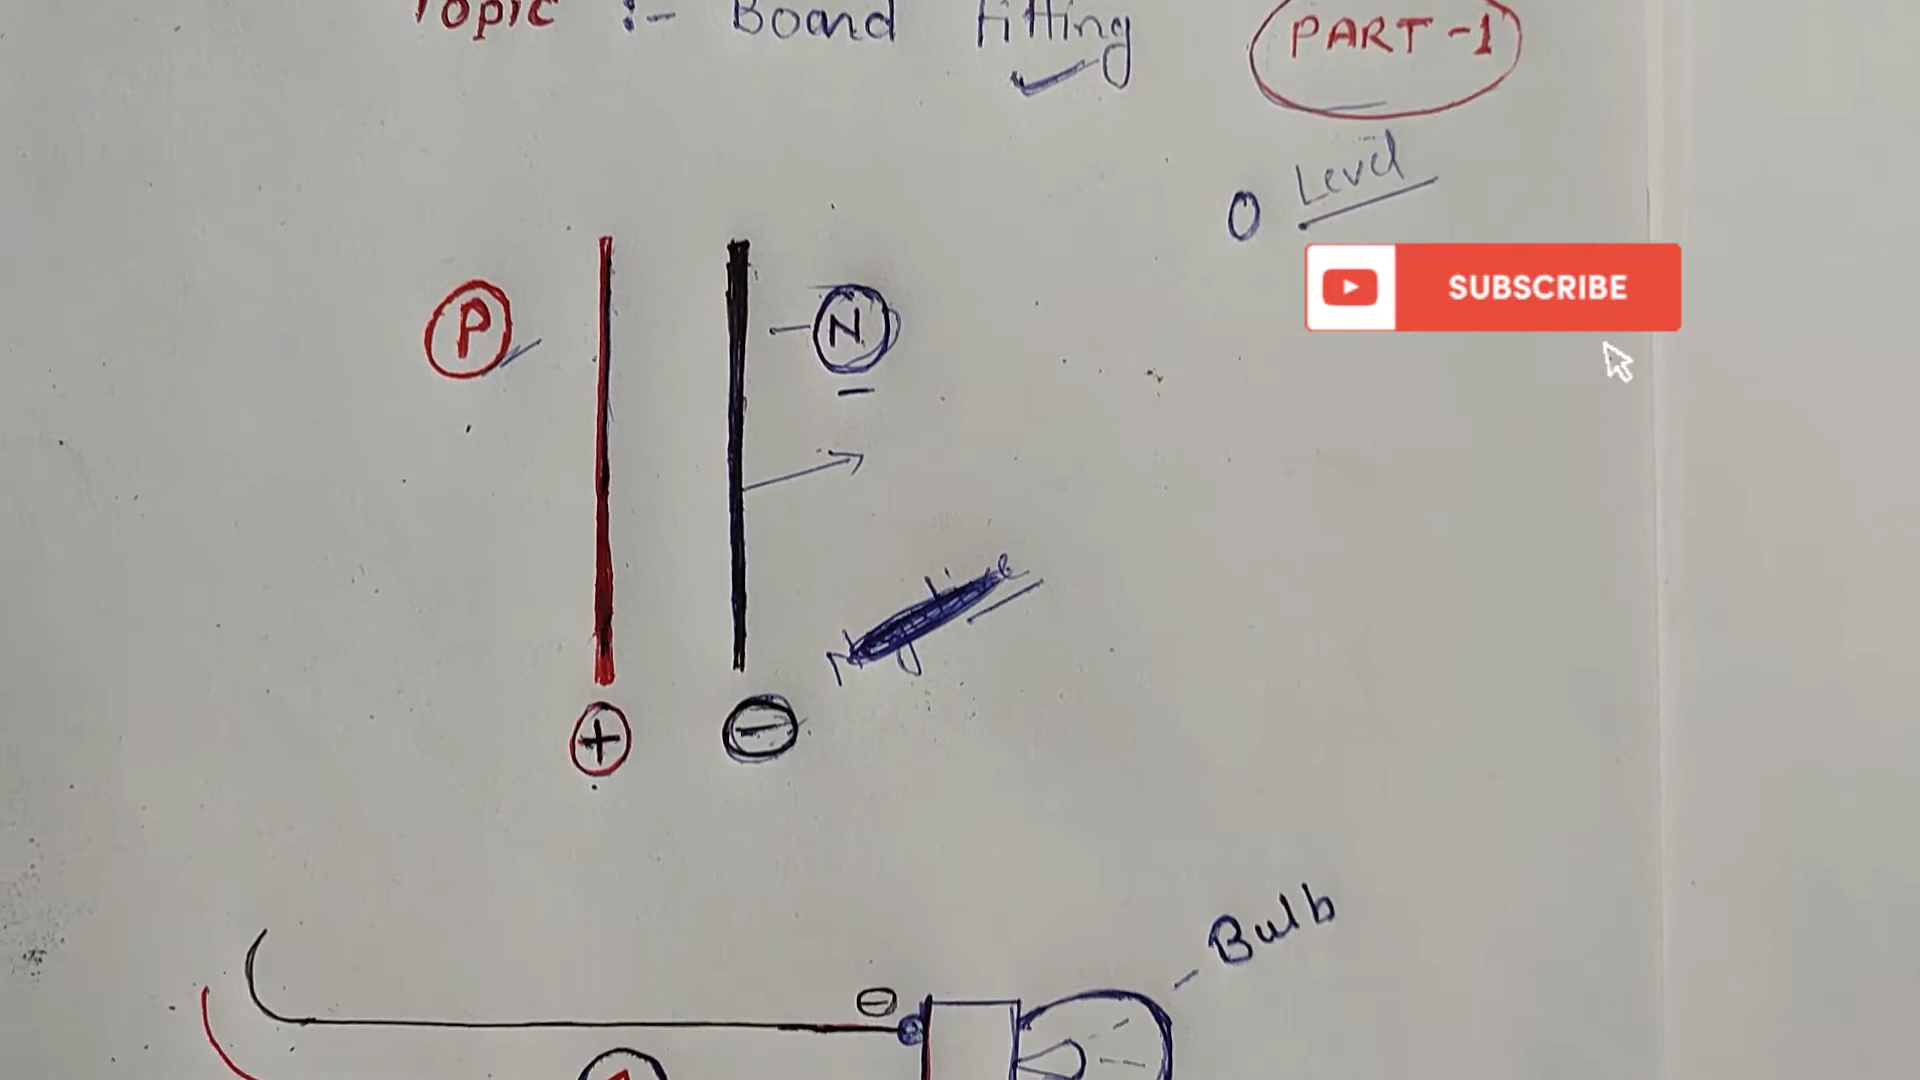 Topic :- Board Fitting
PART-1
0 Level
SUBSCRIBE
P
N
-
+
-
Bulb
-